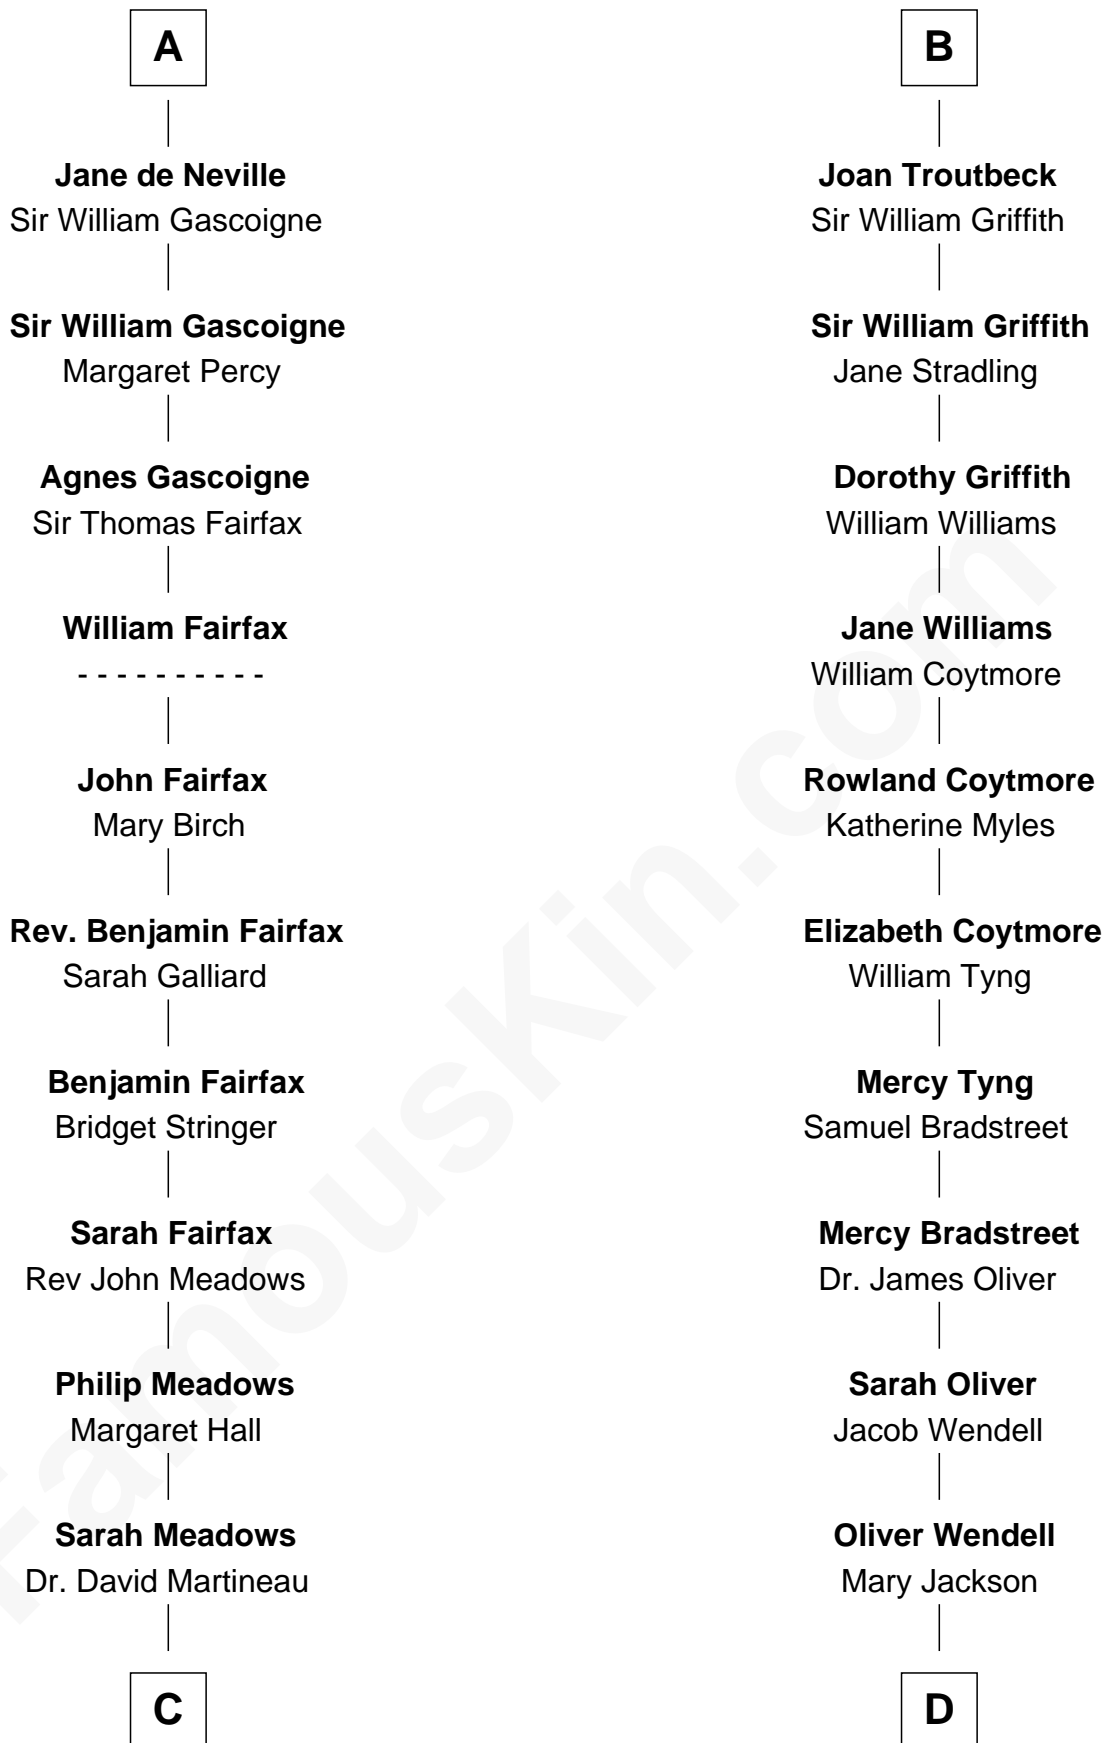 A
Jane de Neville
Sir William Gascoigne
Sir William Gascoigne
Margaret Percy
Agnes Gascoigne
Sir Thomas Fairfax
William Fairfax
- - - - - - - - - -
John Fairfax
Mary Birch
Rev. Benjamin Fairfax
Sarah Galliard
Benjamin Fairfax
Bridget Stringer
Sarah Fairfax
Rev John Meadows
Philip Meadows
Margaret Hall
Sarah Meadows
Dr. David Martineau
C
B
Joan Troutbeck
Sir William Griffith
Sir William Griffith
Jane Stradling
Dorothy Griffith
William Williams
Jane Williams
William Coytmore
Rowland Coytmore
Katherine Myles
Elizabeth Coytmore
William Tyng
Mercy Tyng
Samuel Bradstreet
Mercy Bradstreet
Dr. James Oliver
Sarah Oliver
Jacob Wendell
Oliver Wendell
Mary Jackson
D
FamousKin.com